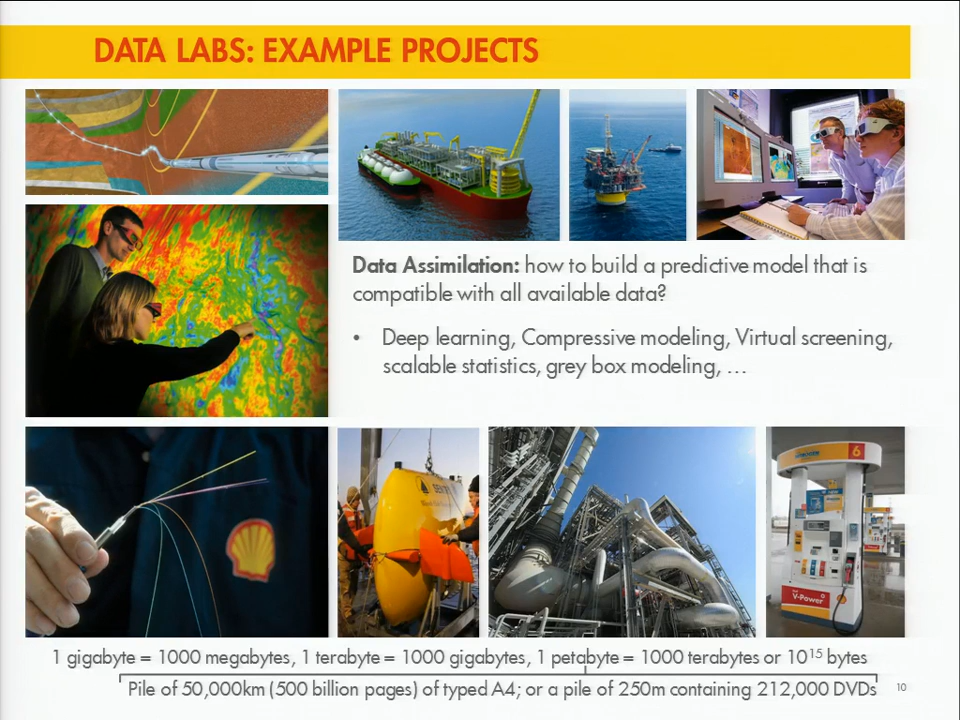 DATA LABS: EXAMPLE PROJECTS
Data Assimilation: how to build a predictive model that is
compatible with all available data?
• Deep learning, Compressive modeling, Virtual screening,
scalable statistics, grey box modeling, …
6
V-Power
1 gigabyte = 1000 megabytes, 1 terabyte = 1000 gigabytes, 1 petabyte = 1000 terabytes or 10¹⁵ bytes
Pile of 50,000km (500 billion pages) of typed A4; or a pile of 250m containing 212,000 DVDs
10